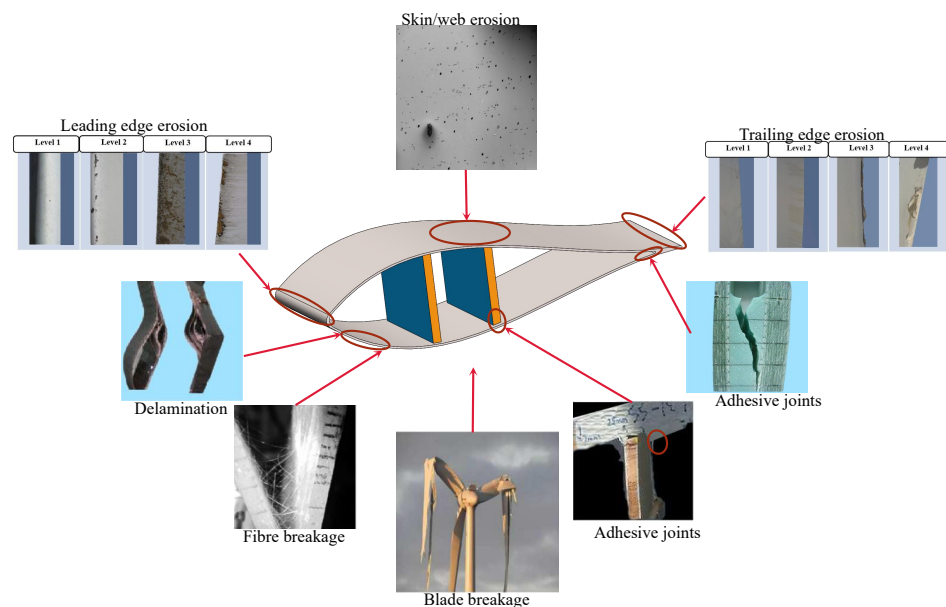 Skin/web erosion
Leading edge erosion
Level 1
Level 2
Level 3
Level 4
Trailing edge erosion
Level 1
Level 2
Level 3
Level 4
Delamination
Adhesive joints
Fibre breakage
Adhesive joints
Blade breakage